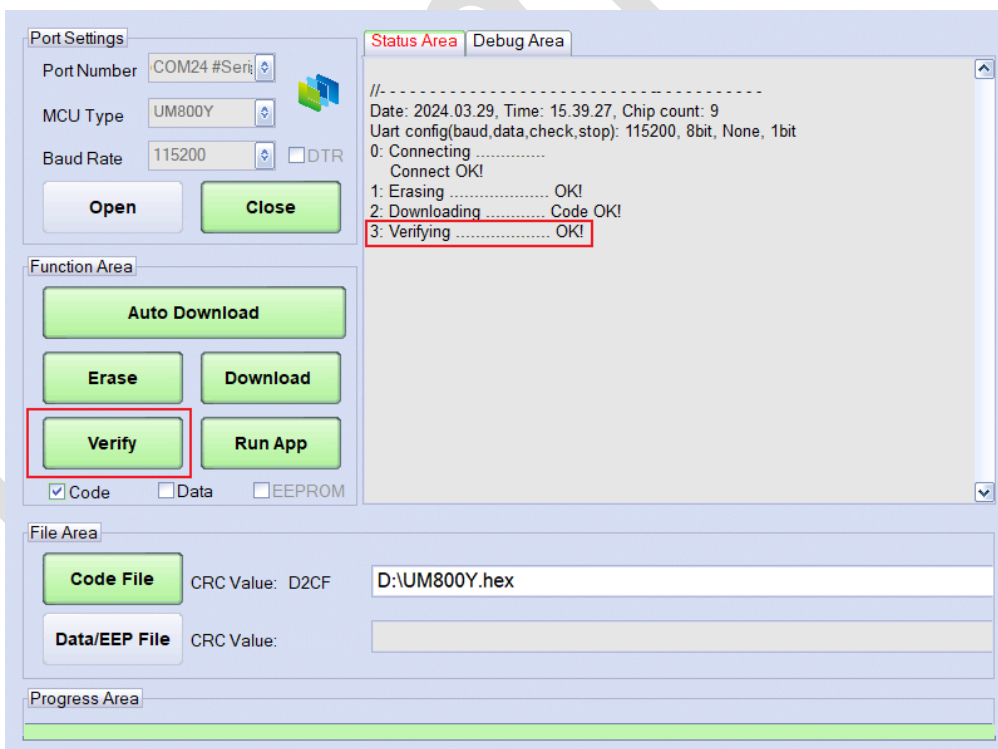 Port Settings
Port Number COM24 #Seri
MCU Type UM800Y
Baud Rate 115200 DTR
Open Close
Function Area
Auto Download
Erase Download
Verify Run App
Code Data EEPROM
Status Area Debug Area
//- - - - - - - - - - - - - - - - - - - - - - - - - - - - - - - - - - - - - - -
Date: 2024.03.29, Time: 15.39.27, Chip count: 9
Uart config(baud,data,check,stop): 115200, 8bit, None, 1bit
0: Connecting ..............
Connect OK!
1: Erasing .................... OK!
2: Downloading ............ Code OK!
3: Verifying ................... OK!
File Area
Code File CRC Value: D2CF D:\UM800Y.hex
Data/EEP File CRC Value:
Progress Area